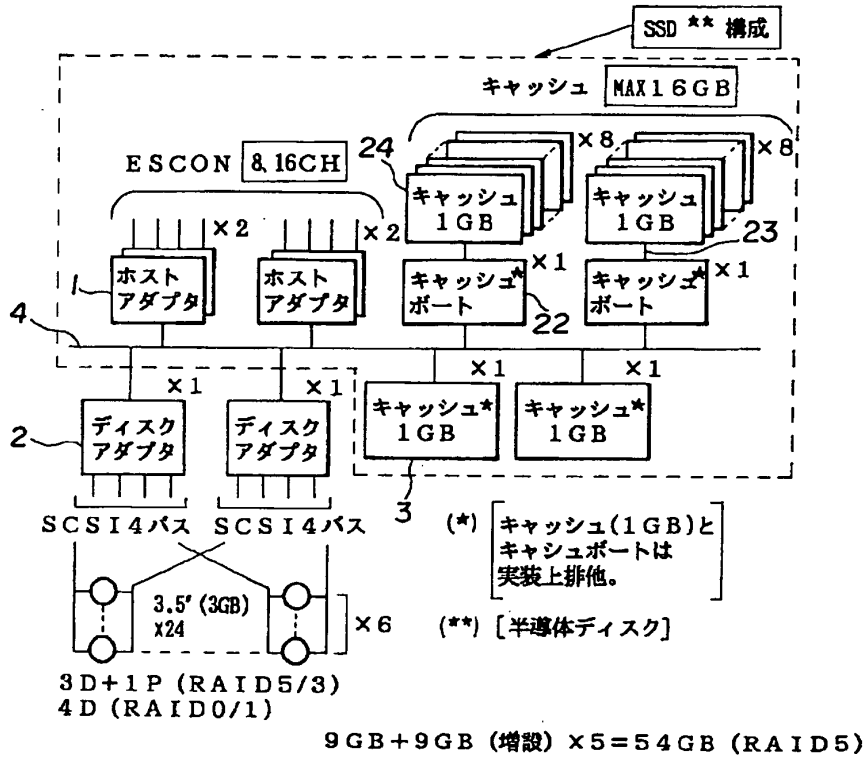 SSD ** 構成
キャッシュ MAX16GB
ESCON 8,16CH
24
×8
×8
キャッシュ
1GB
キャッシュ
1GB
23
×2
×2
×1
×1
1
ホスト
アダプタ
ホスト
アダプタ
キャッシュ*
ボート
22
キャッシュ*
ボート
4
×1
×1
×1
×1
2
ディスク
アダプタ
ディスク
アダプタ
キャッシュ*
1GB
キャッシュ*
1GB
3
SCSI4パス
SCSI4パス
(*) [キャッシュ(1GB)と
キャシュボートは
実装上排他。]
3.5" (3GB)
×24
×6
(**) [半導体ディスク]
3D+1P (RAID5/3)
4D (RAID0/1)
9GB+9GB (増設) ×5=54GB (RAID5)